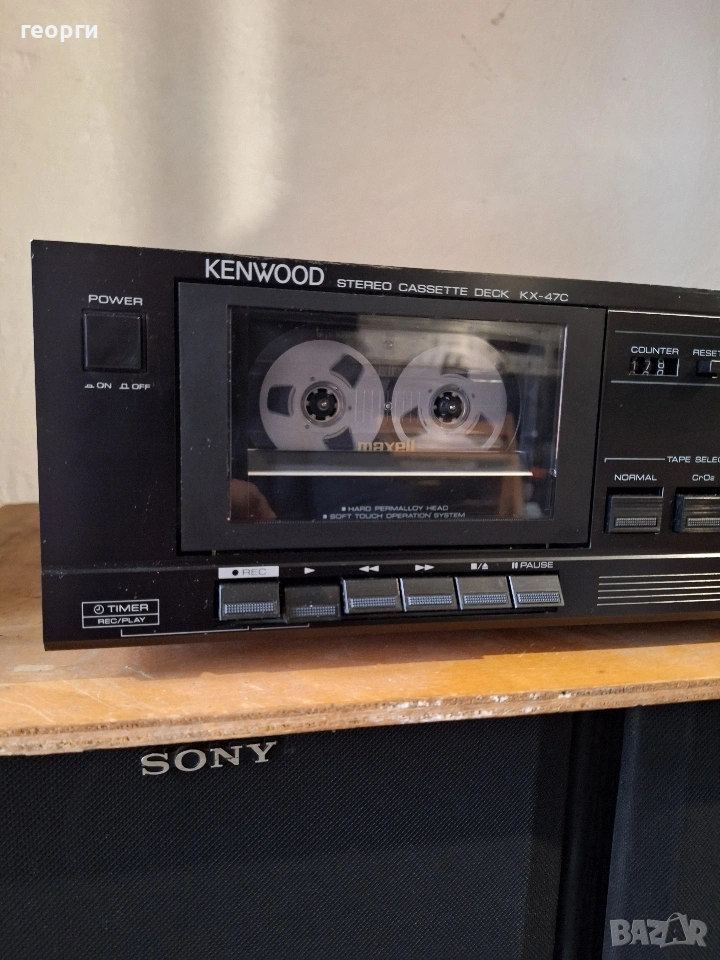 георги
KENWOOD STEREO CASSETTE DECK KX-47C
POWER
ON OFF
COUNTER RESET
maxell
HARD PERMALLOY HEAD
SOFT TOUCH OPERATION SYSTEM
TAPE SELEC
NORMAL CrO2
REC
PAUSE
TIMER
REC/PLAY
SONY
BAZAR